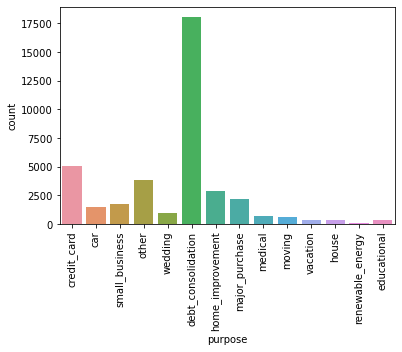 17500
15000
12500
10000
7500
5000
2500
0
count
credit_card
car
small_business
other
wedding
debt_consolidation
home_improvement
major_purchase
medical
moving
vacation
house
renewable_energy
educational
purpose